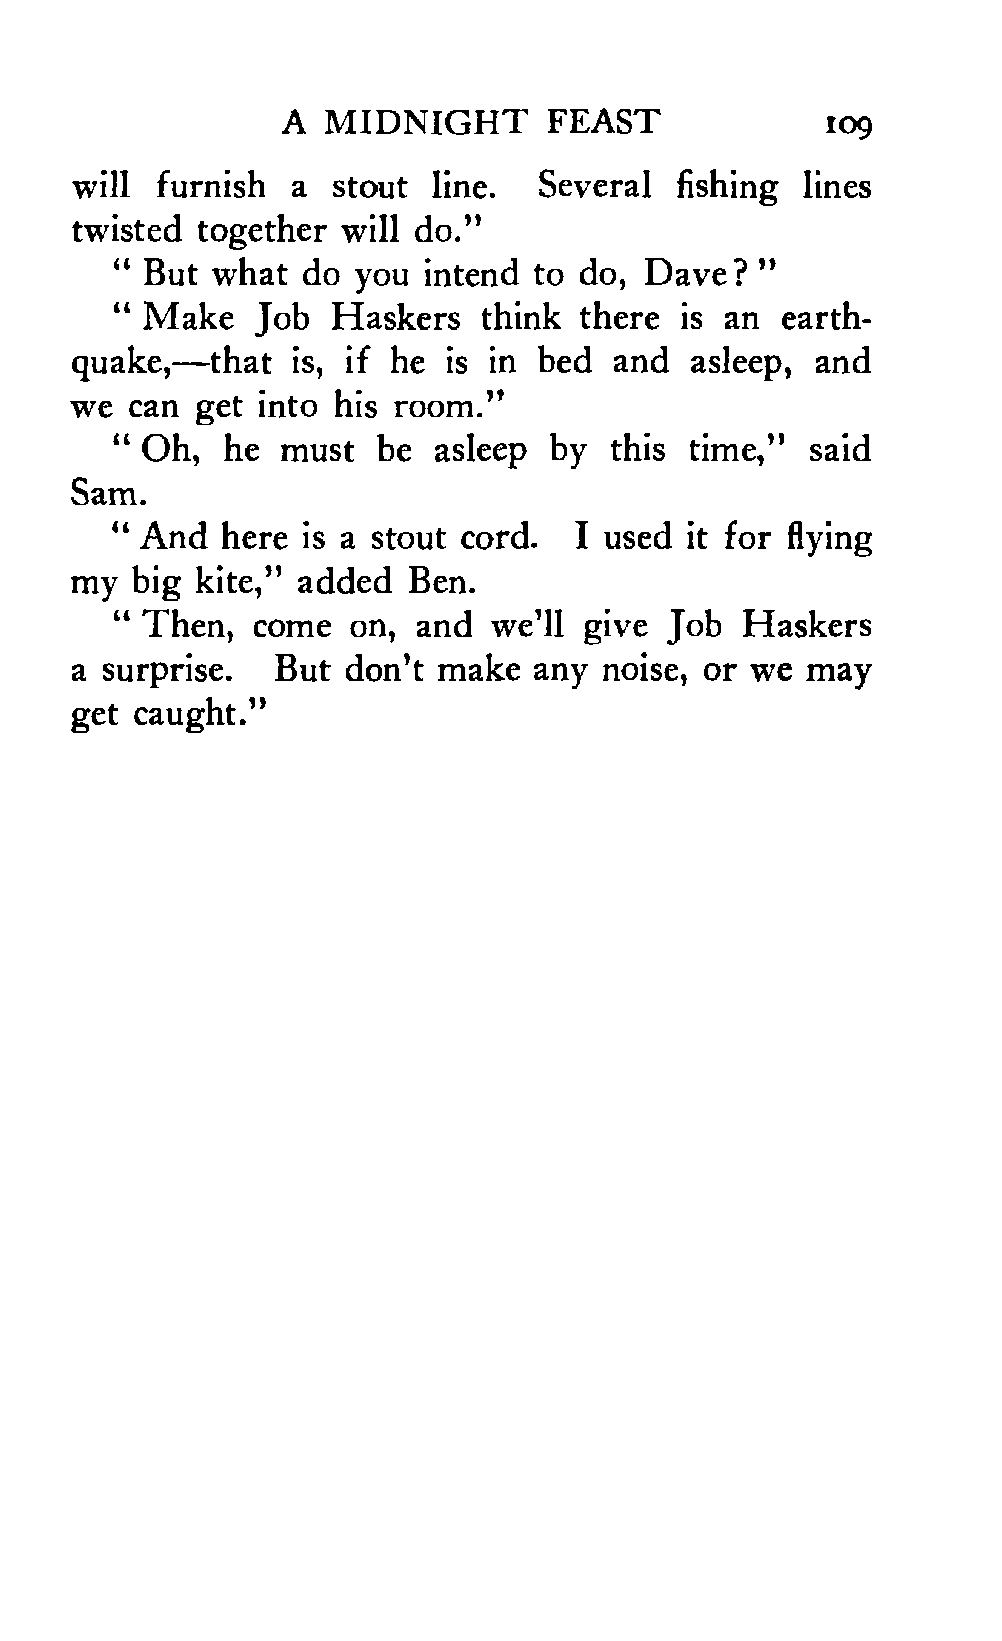 A MIDNIGHT FEAST 109
will furnish a stout line. Several fishing lines
twisted together will do."
" But what do you intend to do, Dave? "
" Make Job Haskers think there is an earth-
quake,—that is, if he is in bed and asleep, and
we can get into his room."
" Oh, he must be asleep by this time," said
Sam.
" And here is a stout cord. I used it for flying
my big kite," added Ben.
" Then, come on, and we'll give Job Haskers
a surprise. But don't make any noise, or we may
get caught."